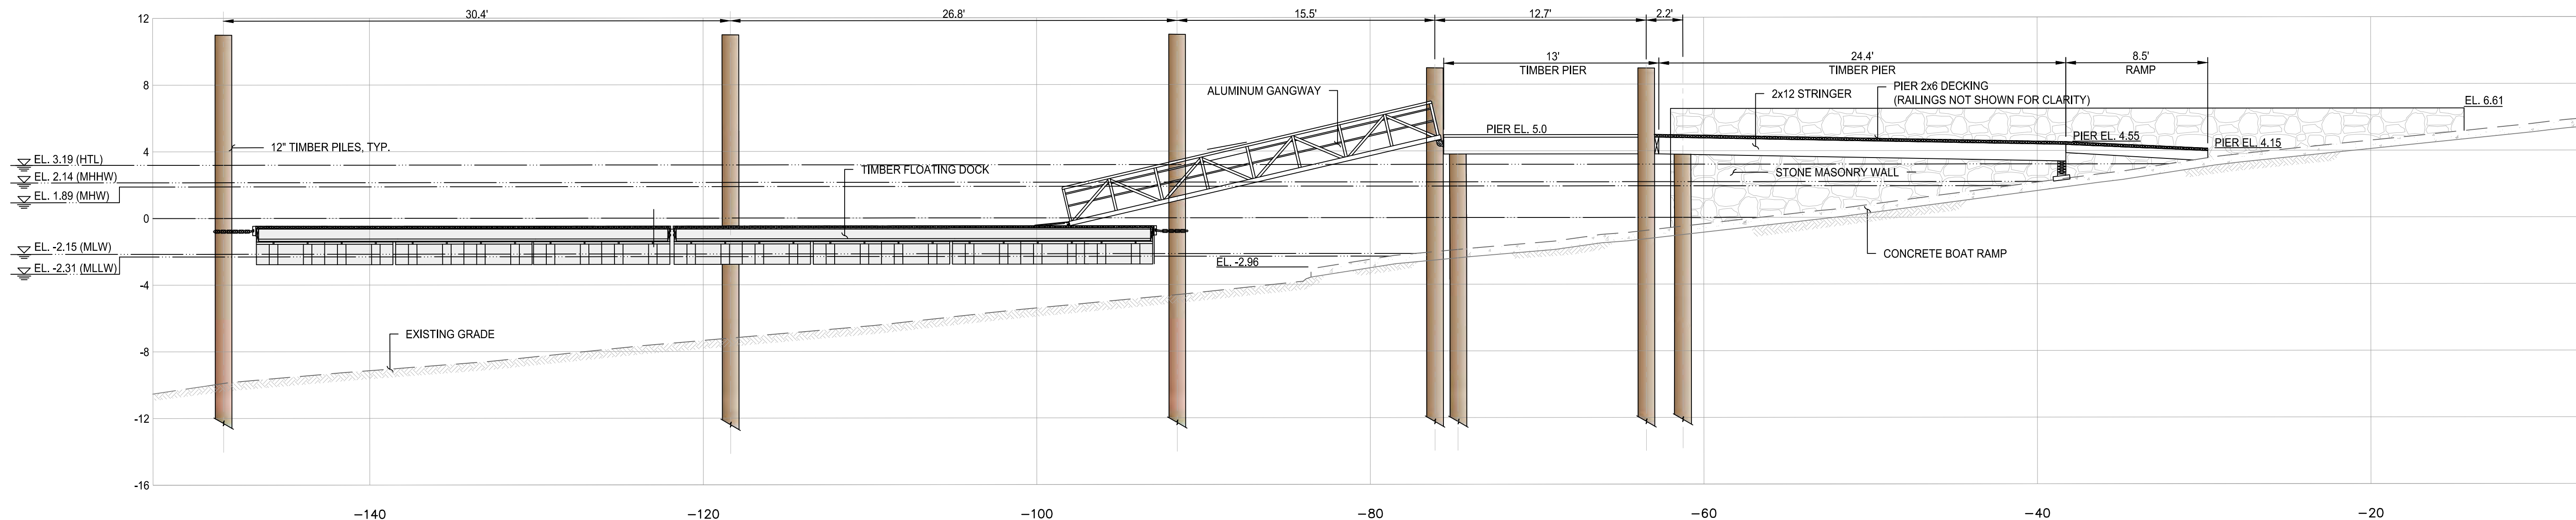 30.4'
26.8'
15.5'
12.7'
2.2'
13'
TIMBER PIER
24.4'
TIMBER PIER
8.5'
RAMP
12
8
4
0
-4
-8
-12
-16
ALUMINUM GANGWAY
2x12 STRINGER
PIER 2x6 DECKING
(RAILINGS NOT SHOWN FOR CLARITY)
EL. 6.61
PIER EL. 5.0
PIER EL. 4.55
PIER EL. 4.15
12" TIMBER PILES, TYP.
EL. 3.19 (HTL)
EL. 2.14 (MHHW)
EL. 1.89 (MHW)
TIMBER FLOATING DOCK
STONE MASONRY WALL
EL. -2.15 (MLW)
EL. -2.31 (MLLW)
EL. -2.96
CONCRETE BOAT RAMP
EXISTING GRADE
-140
-120
-100
-80
-60
-40
-20